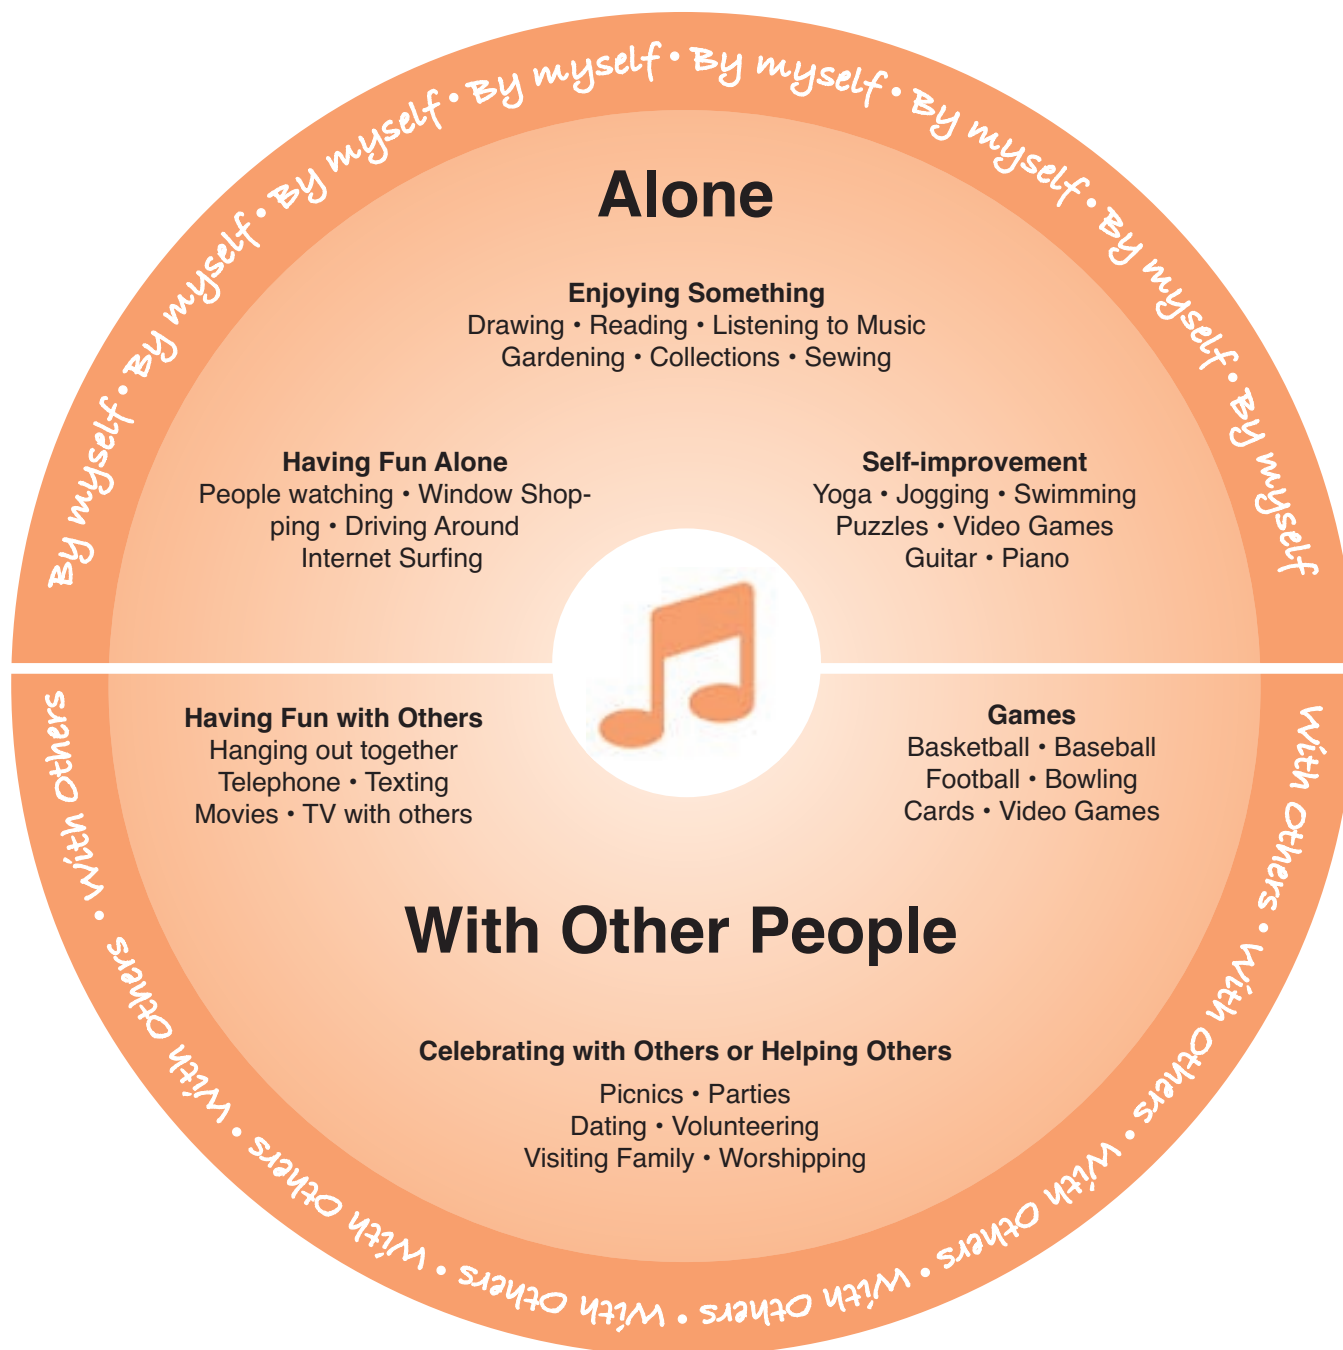 By myself • By myself • By myself • By myself • By myself • By myself • By myself • By myself
Alone
Enjoying Something
Drawing • Reading • Listening to Music
Gardening • Collections • Sewing
Having Fun Alone
People watching • Window Shop-
ping • Driving Around
Internet Surfing
Self-improvement
Yoga • Jogging • Swimming
Puzzles • Video Games
Guitar • Piano
Having Fun with Others
Hanging out together
Telephone • Texting
Movies • TV with others
Games
Basketball • Baseball
Football • Bowling
Cards • Video Games
With Other People
Celebrating with Others or Helping Others
Picnics • Parties
Dating • Volunteering
Visiting Family • Worshipping
With Others • With Others • With Others • With Others • With Others • With Others • With Others • With Others